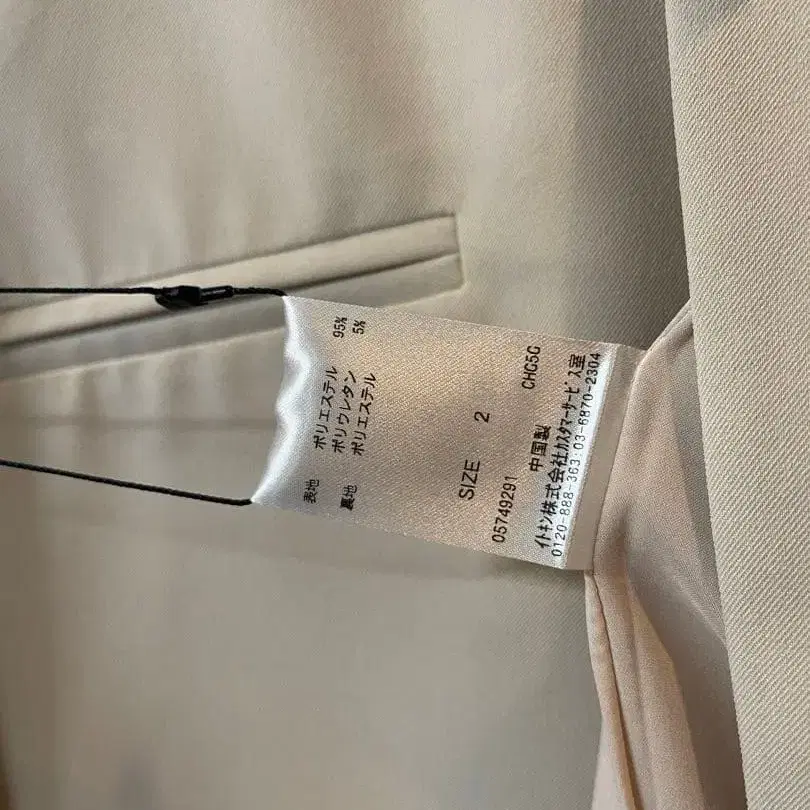 表地 ポリエステル 95%
ポリウレタン 5%
裏地 ポリエステル
SIZE 2
05749291 CHG5G
中国製
イトキン株式会社カスタマーサービス室
0120-888-363:03-6870-2304